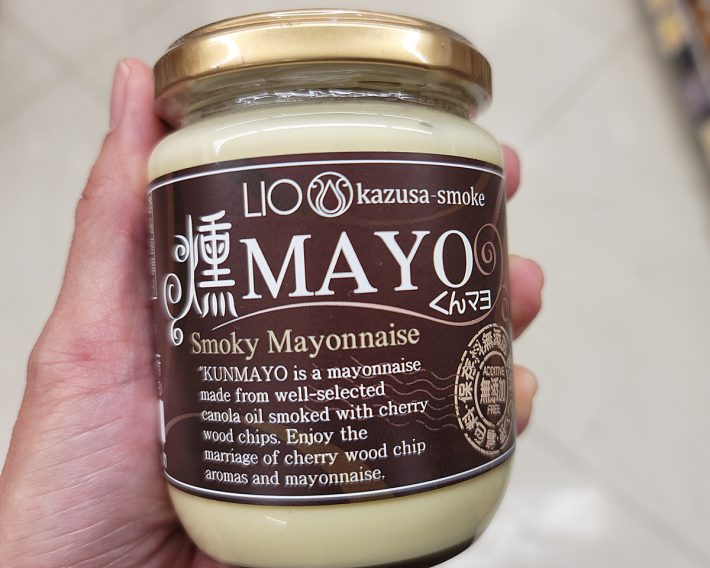 LIO kazusa-smoke
燻MAYO
くんマヨ
Smoky Mayonnaise
"KUNMAYO is a mayonnaise
made from well-selected
canola oil smoked with cherry
wood chips. Enjoy the
marriage of cherry wood chip
aromas and mayonnaise.
ADDITIVE
無添加
FREE